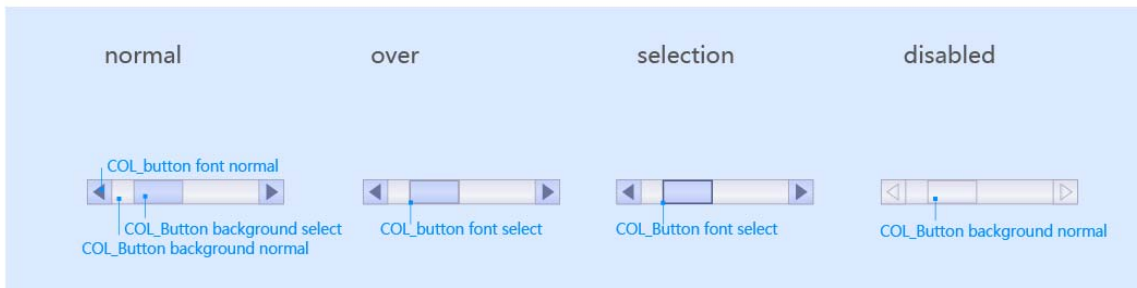 normal
over
selection
disabled
COL_button font normal
COL_Button background select
COL_Button background normal
COL_button font select
COL_Button font select
COL_Button background normal